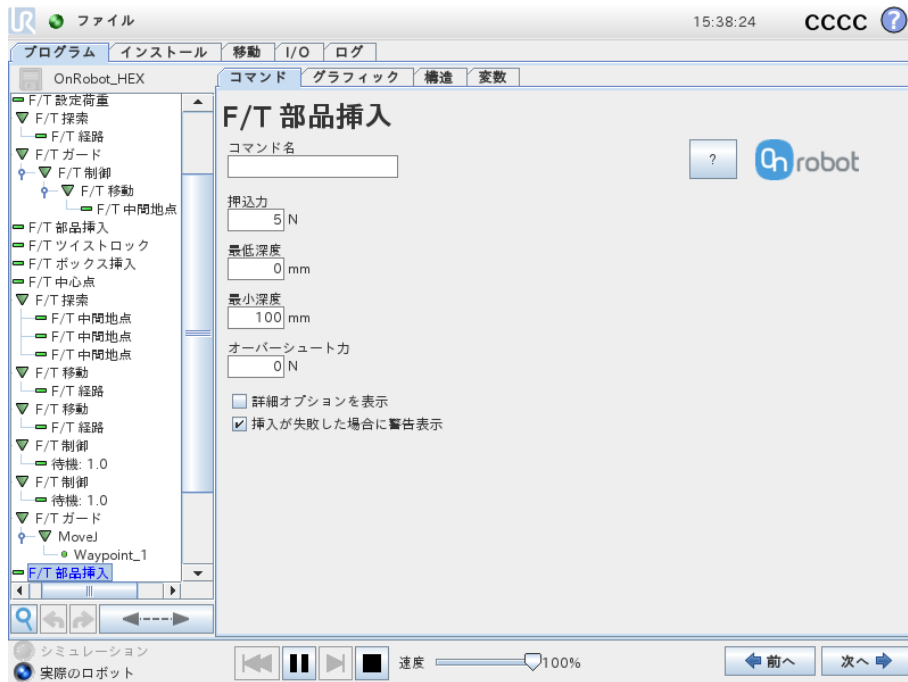 ファイル
15:38:24
CCCC
?
プログラム
インストール
移動
I/O
ログ
OnRobot_HEX
コマンド
グラフィック
構造
変数
F/T 設定荷重
F/T 探索
F/T 経路
F/T ガード
F/T 制御
F/T 移動
F/T 中間地点
F/T 部品挿入
F/T ツイストロック
F/T ボックス挿入
F/T 中心点
F/T 探索
F/T 中間地点
F/T 中間地点
F/T 中間地点
F/T 移動
F/T 経路
F/T 移動
F/T 経路
F/T 制御
待機: 1.0
F/T 制御
待機: 1.0
F/T ガード
MoveJ
Waypoint_1
F/T 部品挿入
F/T 部品挿入
コマンド名
?
On robot
押込力
5 N
最低深度
0 mm
最小深度
100 mm
オーバーシュート力
0 N
詳細オプションを表示
挿入が失敗した場合に警告表示
シミュレーション
実際のロボット
速度
100%
前へ
次へ